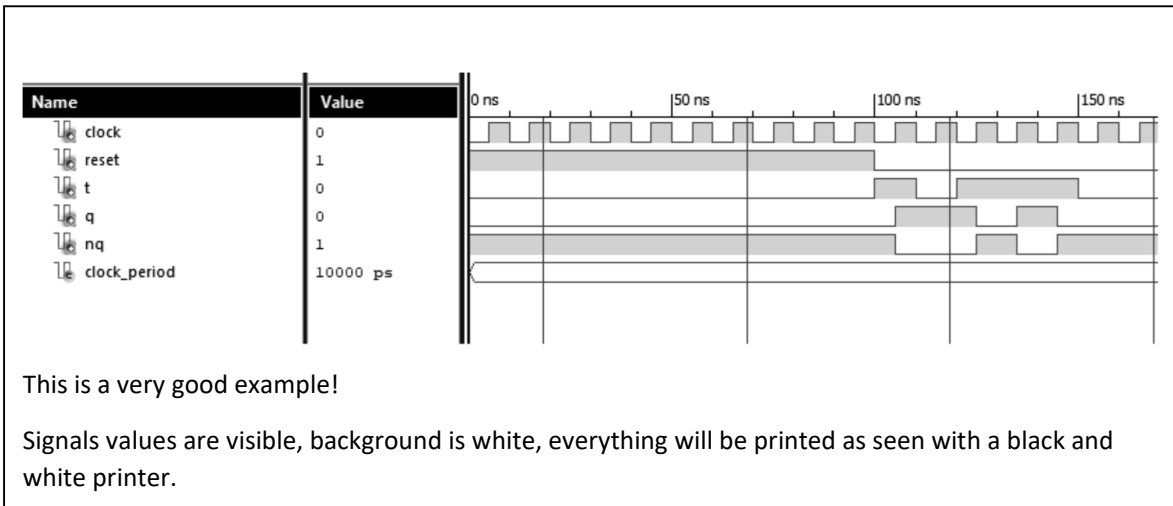 Name Value 0 ns 50 ns 100 ns 150 ns
clock 0
reset 1
t 0
q 0
nq 1
clock_period 10000 ps
This is a very good example!
Signals values are visible, background is white, everything will be printed as seen with a black and
white printer.